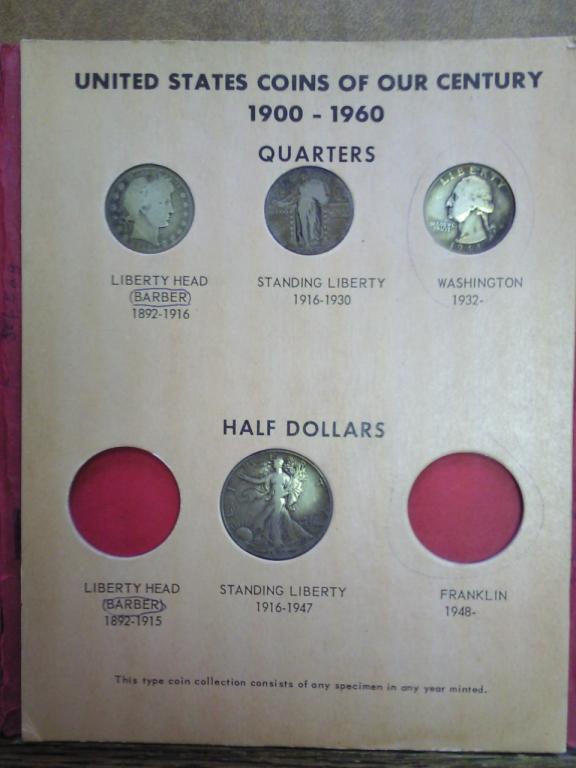 UNITED STATES COINS OF OUR CENTURY
1900 - 1960
QUARTERS
LIBERTY
LIBERTY HEAD
(BARBER)
1892-1916
STANDING LIBERTY
1916-1930
WASHINGTON
1932-
HALF DOLLARS
LIBERTY HEAD
(BARBER)
1892-1915
STANDING LIBERTY
1916-1947
FRANKLIN
1948-
This type coin collection consists of any specimen in any year minted.